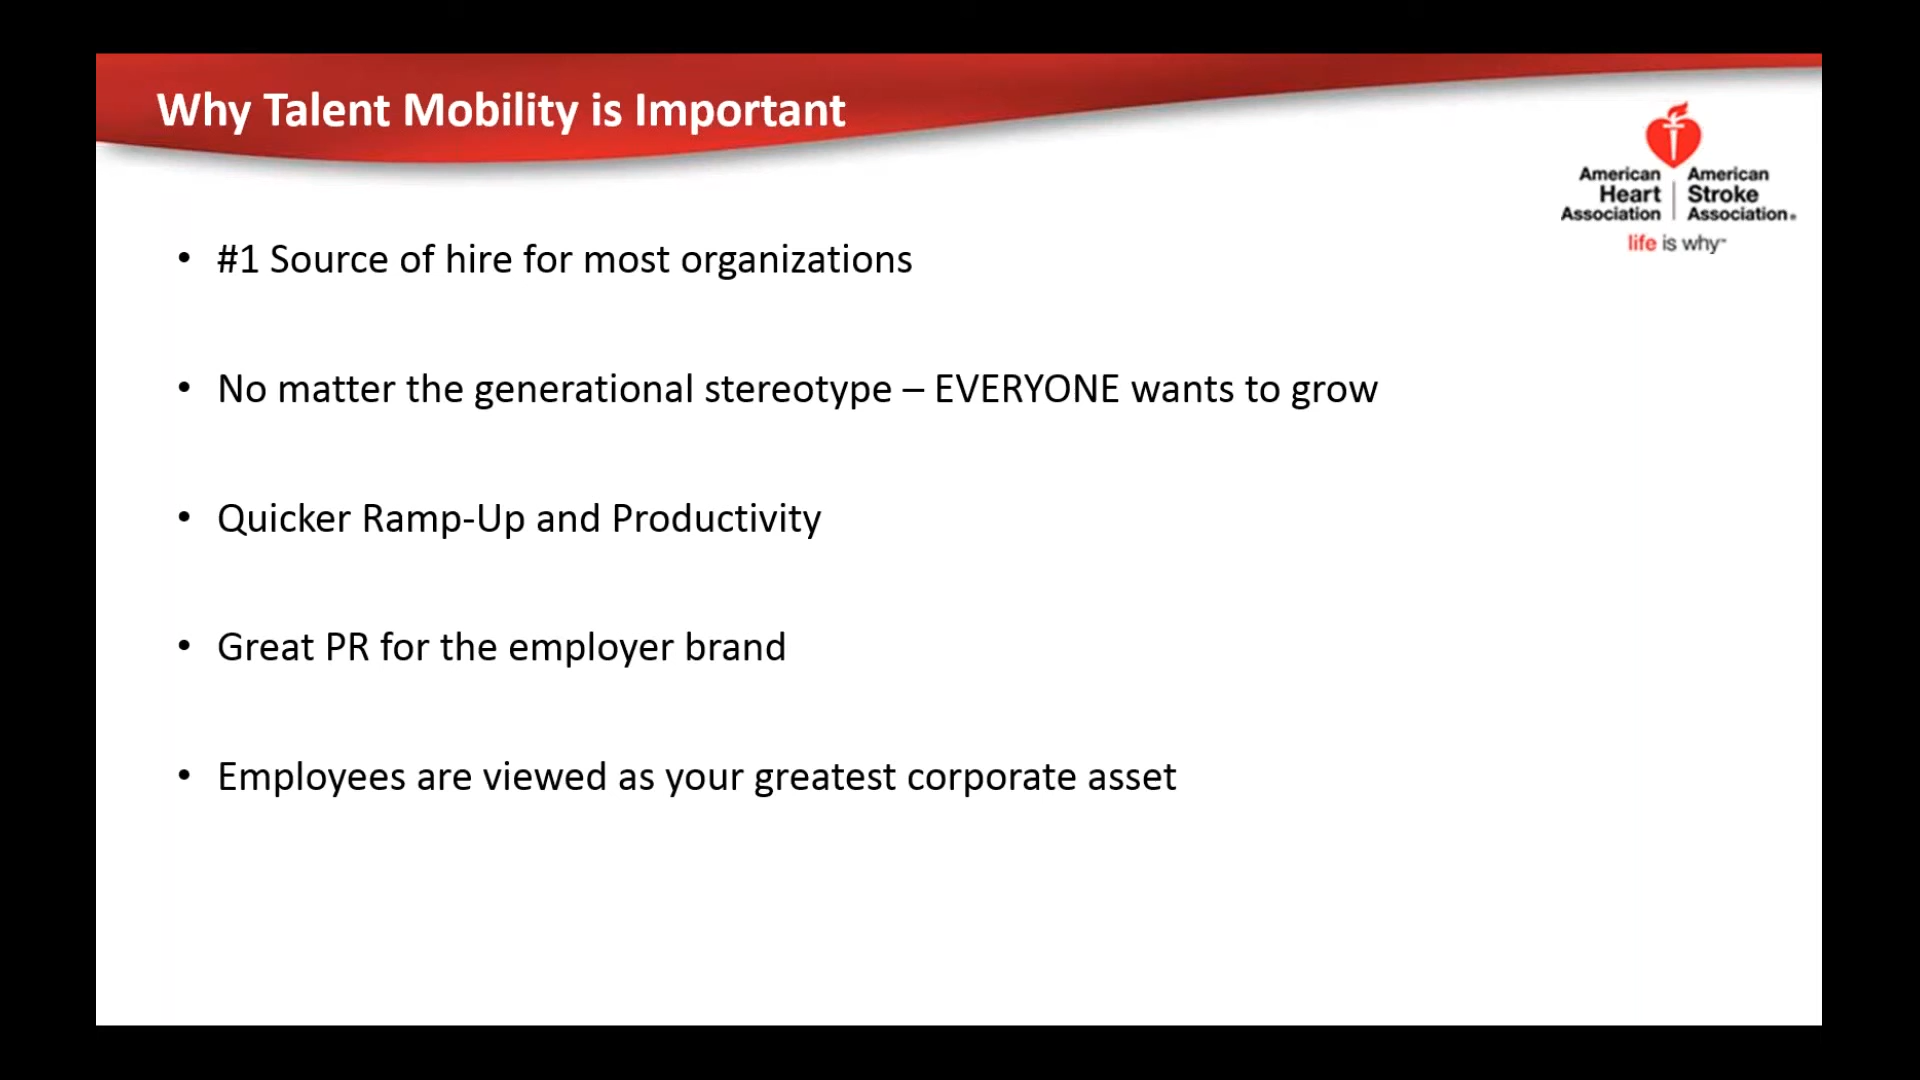 Why Talent Mobility is Important
American Heart Association
American Stroke Association®
life is why™
• #1 Source of hire for most organizations
• No matter the generational stereotype – EVERYONE wants to grow
• Quicker Ramp-Up and Productivity
• Great PR for the employer brand
• Employees are viewed as your greatest corporate asset